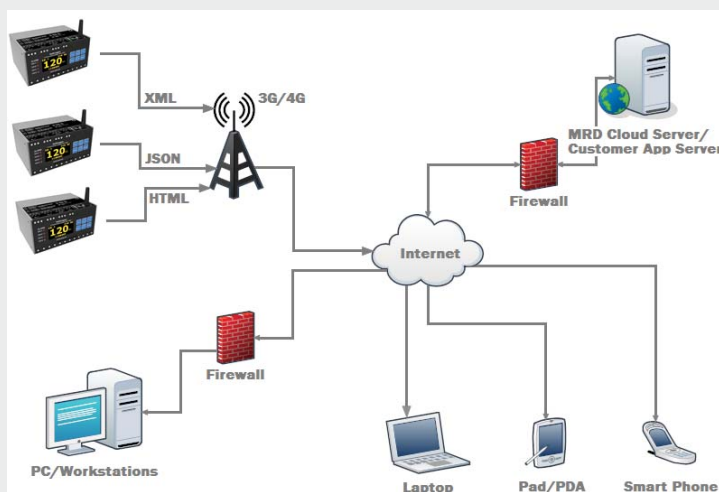 120
XML
3G/4G
120
JSON
120
HTML
MRD Cloud Server/
Customer App Server
Firewall
Internet
Firewall
PC/Workstations
Laptop
Pad/PDA
Smart Phone